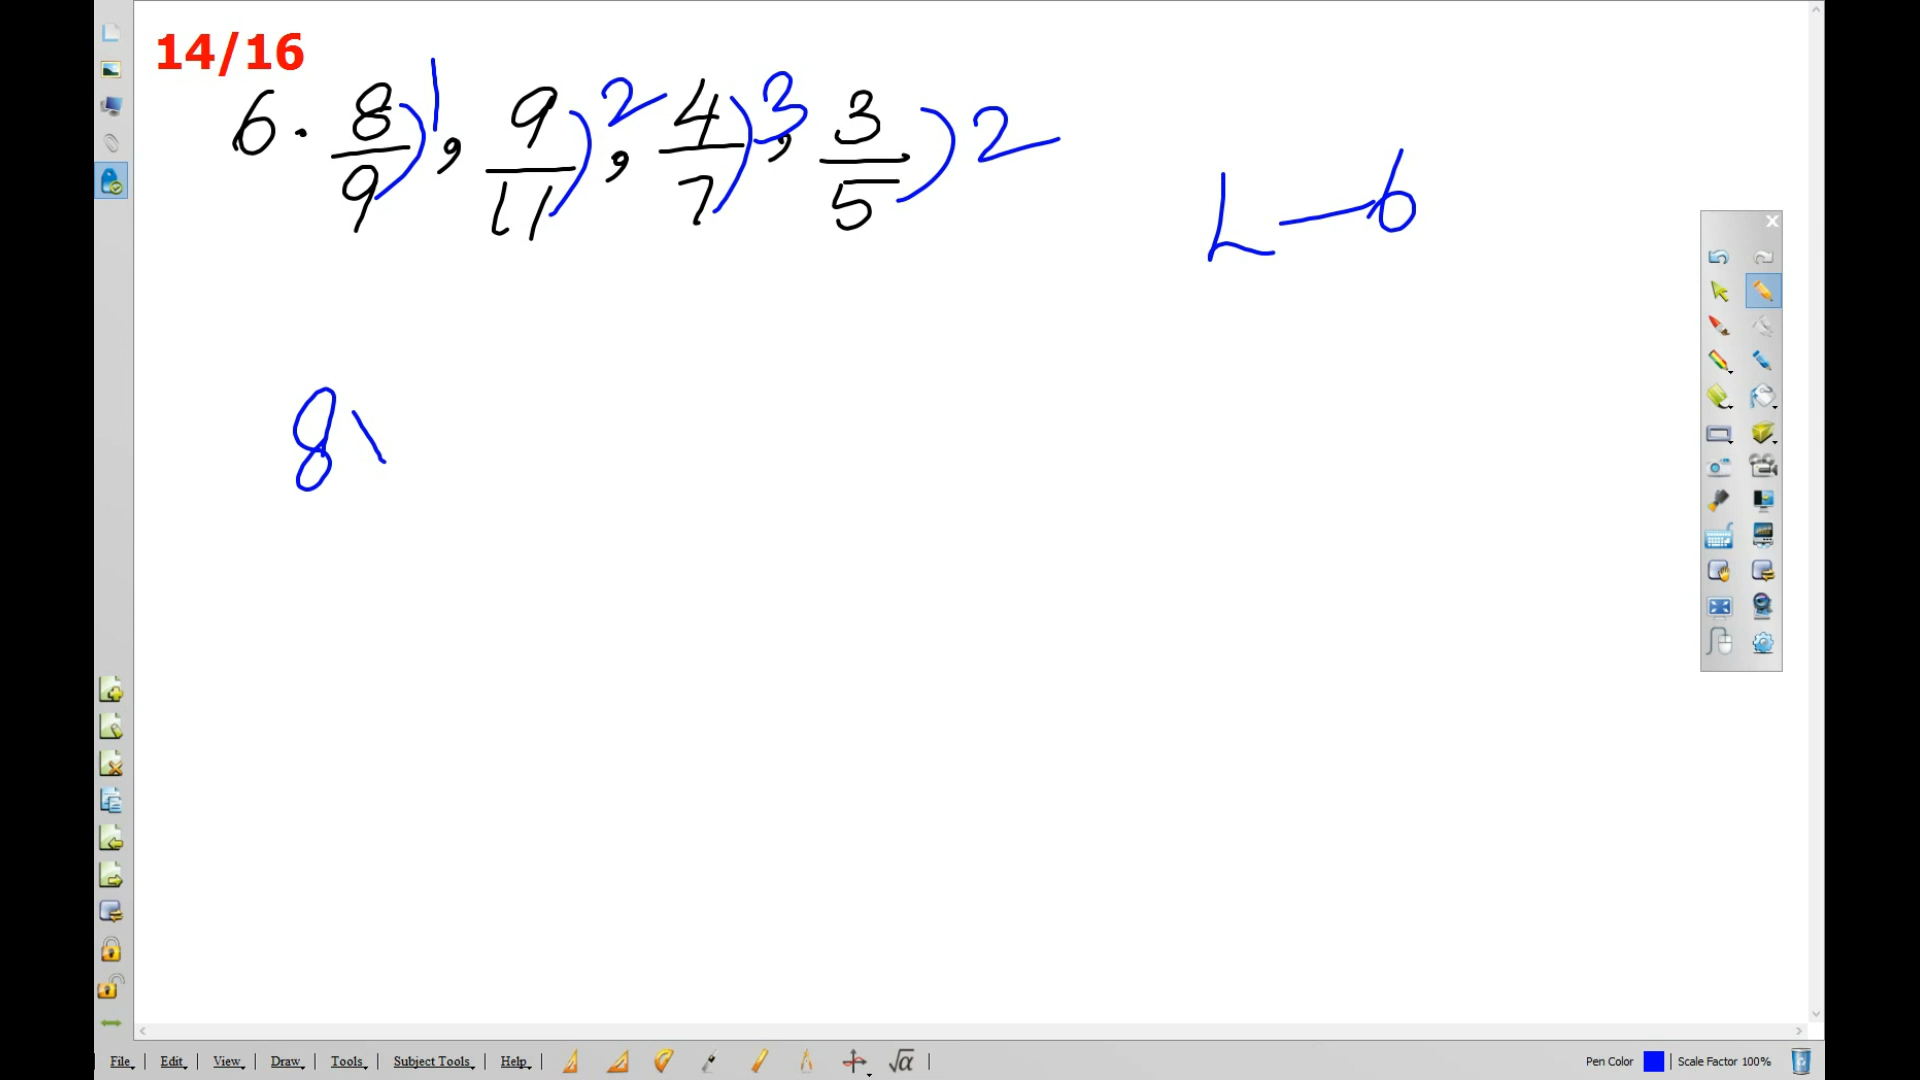 14/16
6. 8/9 )1, 9/11 )2, 4/7 )3, 3/5 )2
L — 6
8\
File Edit View Draw Tools Subject Tools Help √α Pen Color Scale Factor 100%